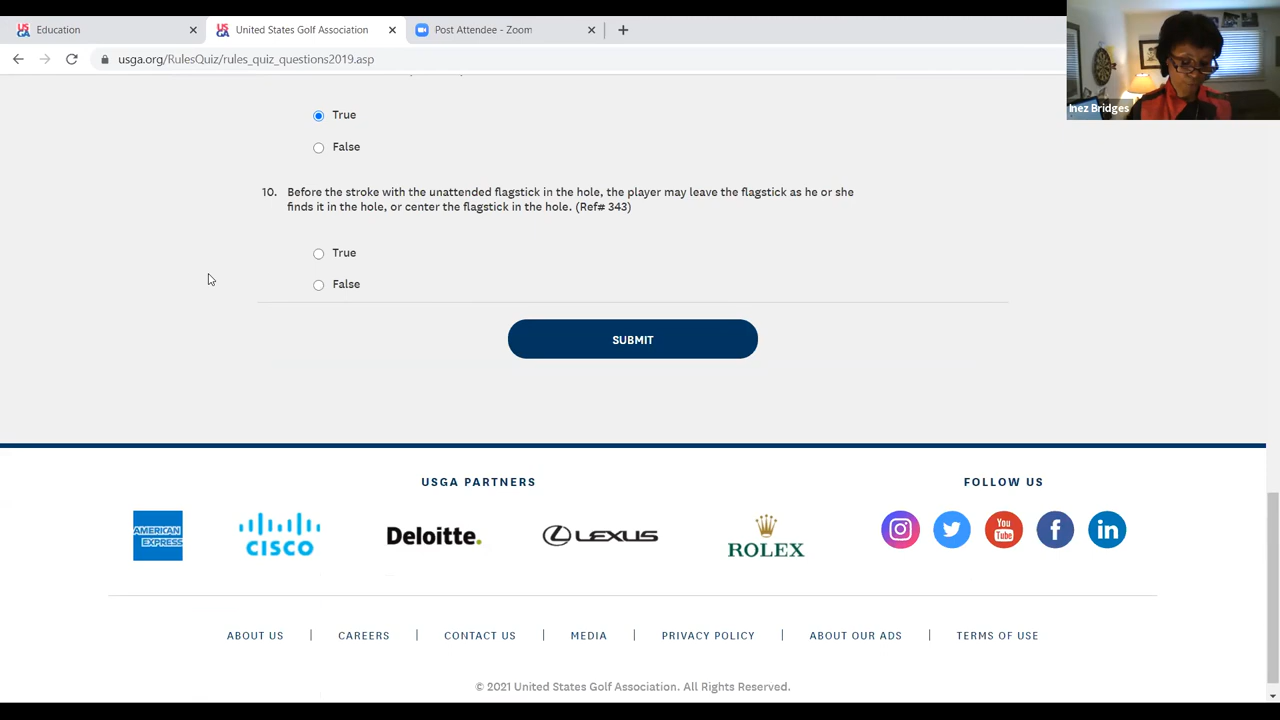 Education
United States Golf Association
Post Attendee - Zoom
usga.org/RulesQuiz/rules_quiz_questions2019.asp
Inez Bridges
True
False
10. Before the stroke with the unattended flagstick in the hole, the player may leave the flagstick as he or she
finds it in the hole, or center the flagstick in the hole. (Ref# 343)
True
False
SUBMIT
USGA PARTNERS
FOLLOW US
AMERICAN
EXPRESS
CISCO
Deloitte.
LEXUS
ROLEX
You
Tube
f
in
ABOUT US | CAREERS | CONTACT US | MEDIA | PRIVACY POLICY | ABOUT OUR ADS | TERMS OF USE
© 2021 United States Golf Association. All Rights Reserved.